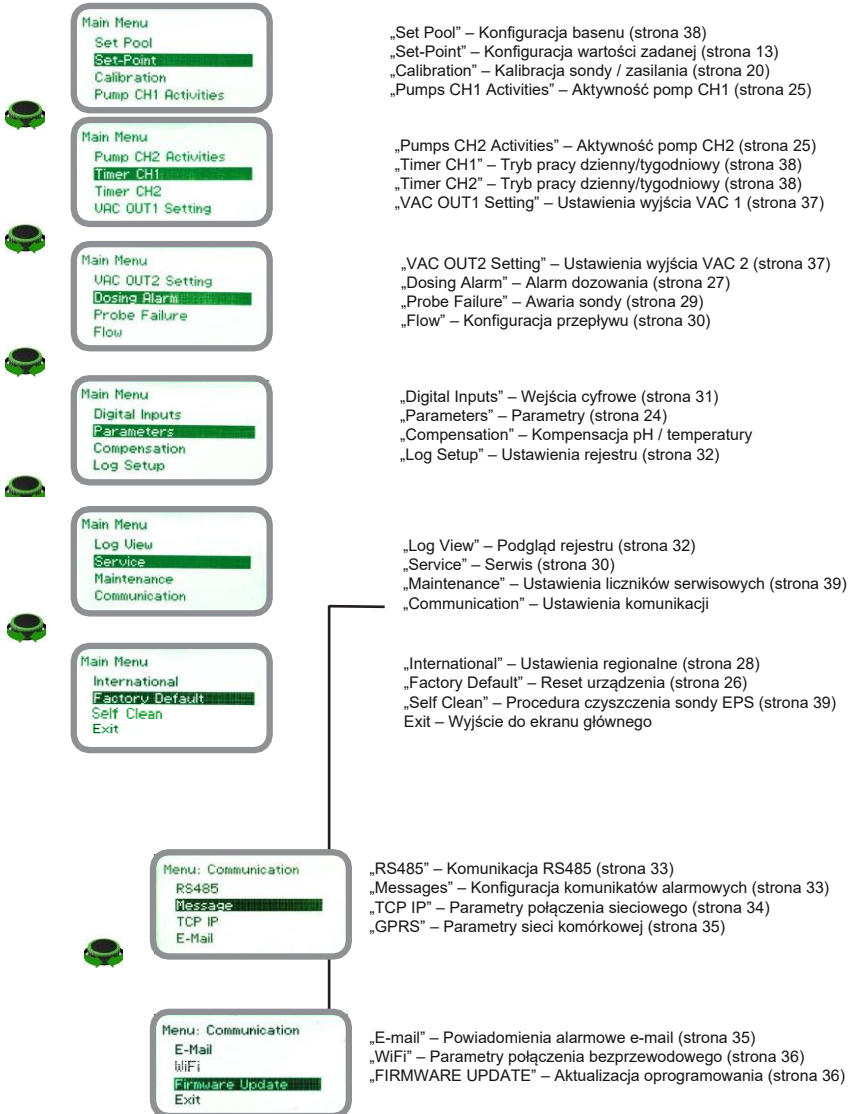 Main Menu
Set Pool
Set-Point
Calibration
Pump CH1 Activities
„Set Pool” – Konfiguracja basenu (strona 38)
„Set-Point” – Konfiguracja wartości zadanej (strona 13)
„Calibration” – Kalibracja sondy / zasilania (strona 20)
„Pumps CH1 Activities” – Aktywność pomp CH1 (strona 25)
Main Menu
Pump CH2 Activities
Timer CH1
Timer CH2
VAC OUT1 Setting
„Pumps CH2 Activities” – Aktywność pomp CH2 (strona 25)
„Timer CH1” – Tryb pracy dzienny/tygodniowy (strona 38)
„Timer CH2” – Tryb pracy dzienny/tygodniowy (strona 38)
„VAC OUT1 Setting” – Ustawienia wyjścia VAC 1 (strona 37)
Main Menu
VAC OUT2 Setting
Dosing Alarm
Probe Failure
Flow
„VAC OUT2 Setting” – Ustawienia wyjścia VAC 2 (strona 37)
„Dosing Alarm” – Alarm dozowania (strona 27)
„Probe Failure” – Awaria sondy (strona 29)
„Flow” – Konfiguracja przepływu (strona 30)
Main Menu
Digital Inputs
Parameters
Compensation
Log Setup
„Digital Inputs” – Wejścia cyfrowe (strona 31)
„Parameters” – Parametry (strona 24)
„Compensation” – Kompensacja pH / temperatury
„Log Setup” – Ustawienia rejestru (strona 32)
Main Menu
Log View
Service
Maintenance
Communication
„Log View” – Podgląd rejestru (strona 32)
„Service” – Serwis (strona 30)
„Maintenance” – Ustawienia liczników serwisowych (strona 39)
„Communication” – Ustawienia komunikacji
Main Menu
International
Factory Default
Self Clean
Exit
„International” – Ustawienia regionalne (strona 28)
„Factory Default” – Reset urządzenia (strona 26)
„Self Clean” – Procedura czyszczenia sondy EPS (strona 39)
Exit – Wyjście do ekranu głównego
Menu: Communication
RS485
Message
TCP IP
E-Mail
„RS485” – Komunikacja RS485 (strona 33)
„Messages” – Konfiguracja komunikatów alarmowych (strona 33)
„TCP IP” – Parametry połączenia sieciowego (strona 34)
„GPRS” – Parametry sieci komórkowej (strona 35)
Menu: Communication
E-Mail
WiFi
Firmware Update
Exit
„E-mail” – Powiadomienia alarmowe e-mail (strona 35)
„WiFi” – Parametry połączenia bezprzewodowego (strona 36)
„FIRMWARE UPDATE” – Aktualizacja oprogramowania (strona 36)